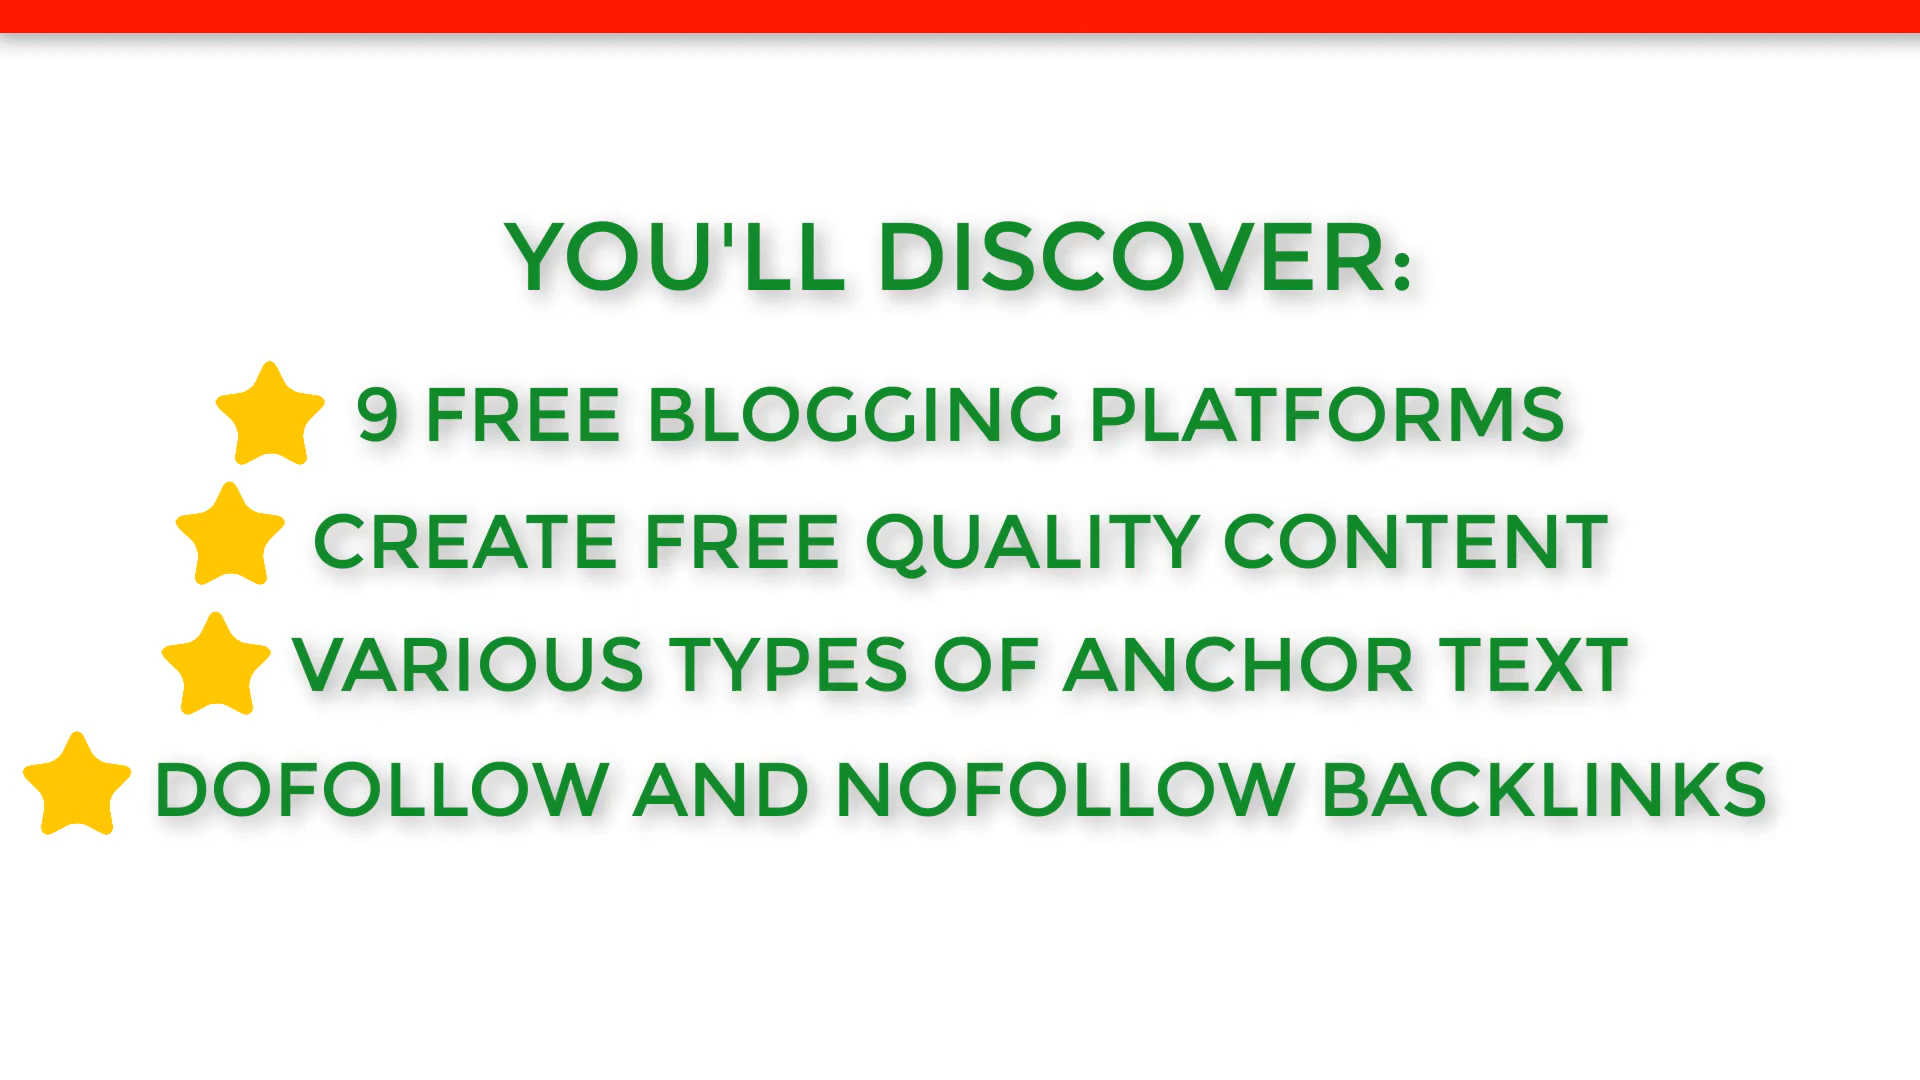 YOU'LL DISCOVER:
9 FREE BLOGGING PLATFORMS
CREATE FREE QUALITY CONTENT
VARIOUS TYPES OF ANCHOR TEXT
DOFOLLOW AND NOFOLLOW BACKLINKS